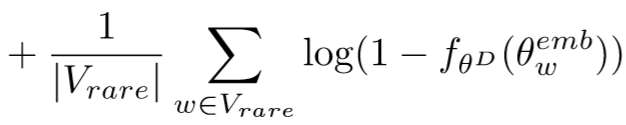 $+ \frac{1}{|V_{rare}|} \sum_{w \in V_{rare}} \log(1 - f_{\theta^D}(\theta_w^{emb}))$